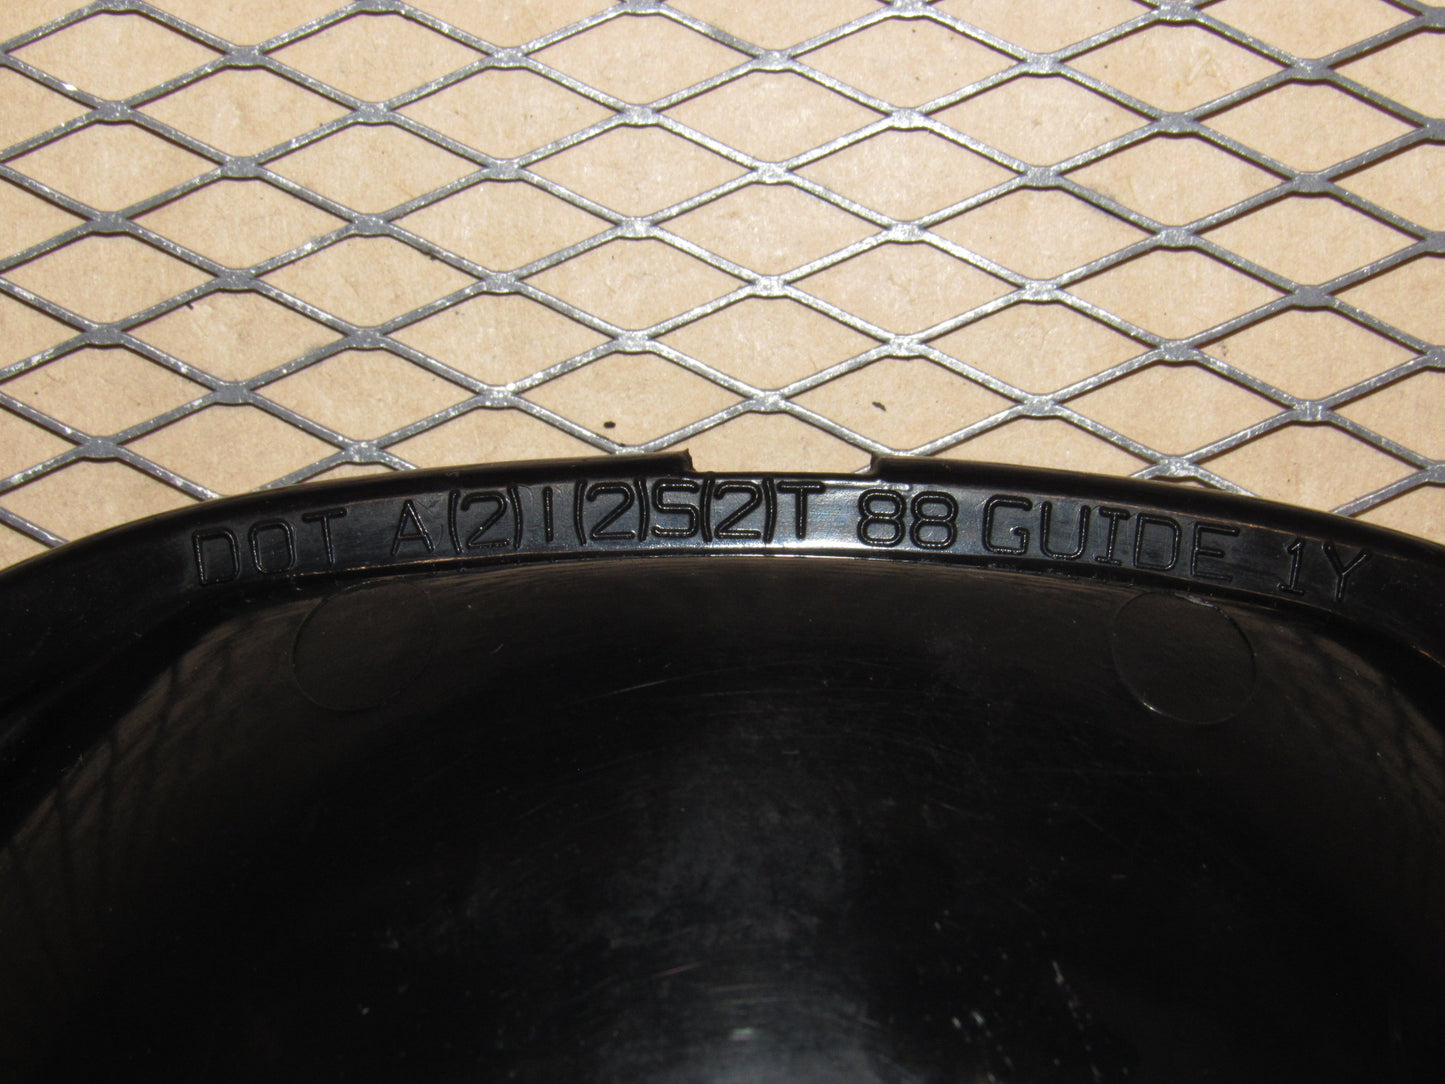 DOT A(2)I(2)S(2)T 88 GUIDE 1Y